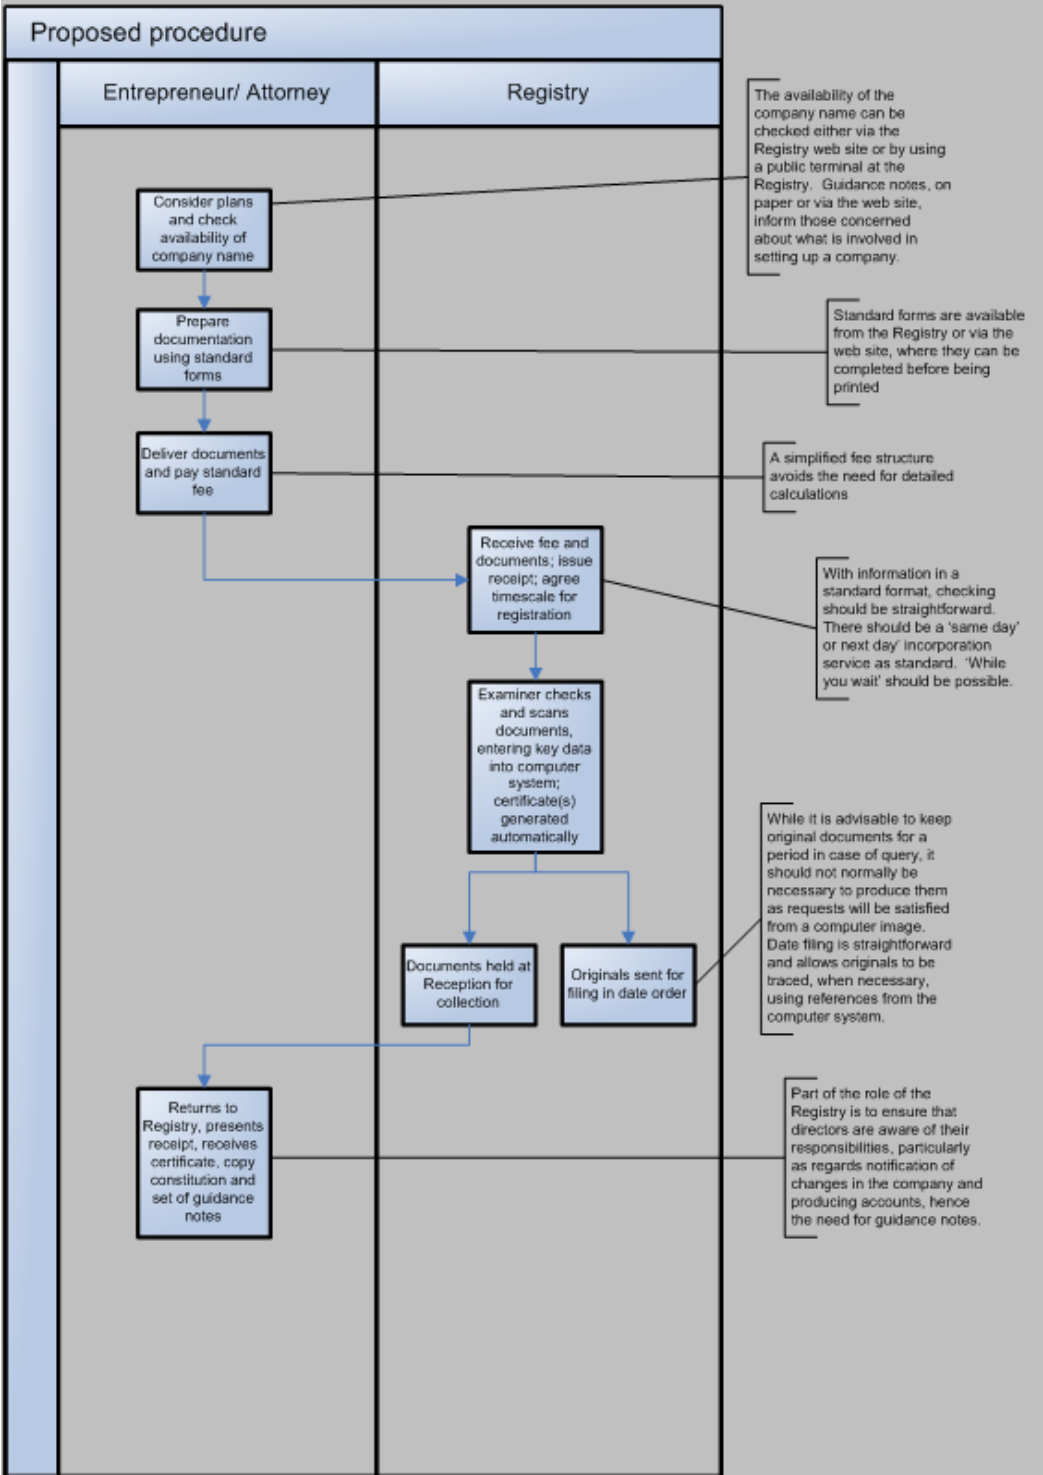 Proposed procedure
Entrepreneur/ Attorney
Registry
The availability of the
company name can be
checked either via the
Registry web site or by using
a public terminal at the
Registry.  Guidance notes, on
paper or via the web site,
inform those concerned
about what is involved in
setting up a company.
Consider plans
and check
availability of
company name
Prepare
documentation
using standard
forms
Standard forms are available
from the Registry or via the
web site, where they can be
completed before being
printed
Deliver documents
and pay standard
fee
A simplified fee structure
avoids the need for detailed
calculations
Receive fee and
documents; issue
receipt; agree
timescale for
registration
With information in a
standard format, checking
should be straightforward.
There should be a 'same day'
or next day' incorporation
service as standard.  'While
you wait' should be possible.
Examiner checks
and scans
documents,
entering key data
into computer
system;
certificate(s)
generated
automatically
While it is advisable to keep
original documents for a
period in case of query, it
should not normally be
necessary to produce them
as requests will be satisfied
from a computer image.
Date filing is straightforward
and allows originals to be
traced, when necessary,
using references from the
computer system.
Documents held at
Reception for
collection
Originals sent for
filing in date order
Returns to
Registry, presents
receipt, receives
certificate, copy
constitution and
set of guidance
notes
Part of the role of the
Registry is to ensure that
directors are aware of their
responsibilities, particularly
as regards notification of
changes in the company and
producing accounts, hence
the need for guidance notes.